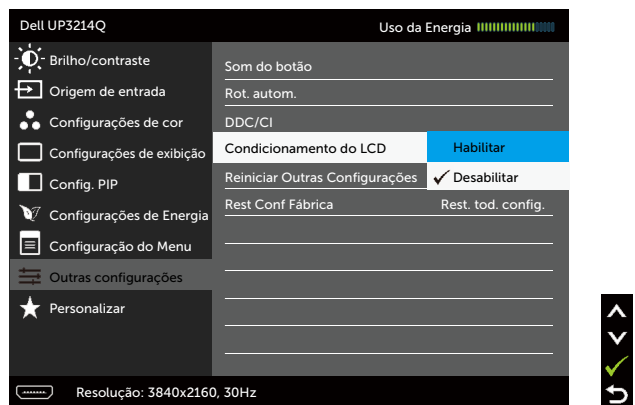 Dell UP3214Q
Uso da Energia
Brilho/contraste
Origem de entrada
Configurações de cor
Configurações de exibição
Config. PIP
Configurações de Energia
Configuração do Menu
Outras configurações
Personalizar
Som do botão
Rot. autom.
DDC/CI
Condicionamento do LCD
Habilitar
Reiniciar Outras Configurações
Desabilitar
Rest Conf Fábrica
Rest. tod. config.
Resolução: 3840x2160, 30Hz